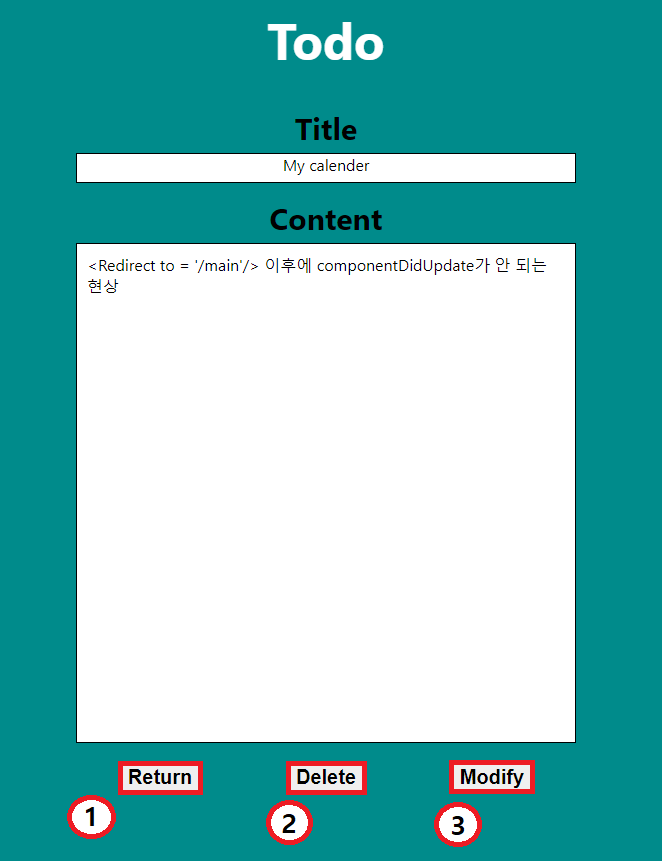 Todo
Title
My calender
Content
<Redirect to = '/main'/> 이후에 componentDidUpdate가 안 되는
현상
Return Delete Modify
1 2 3